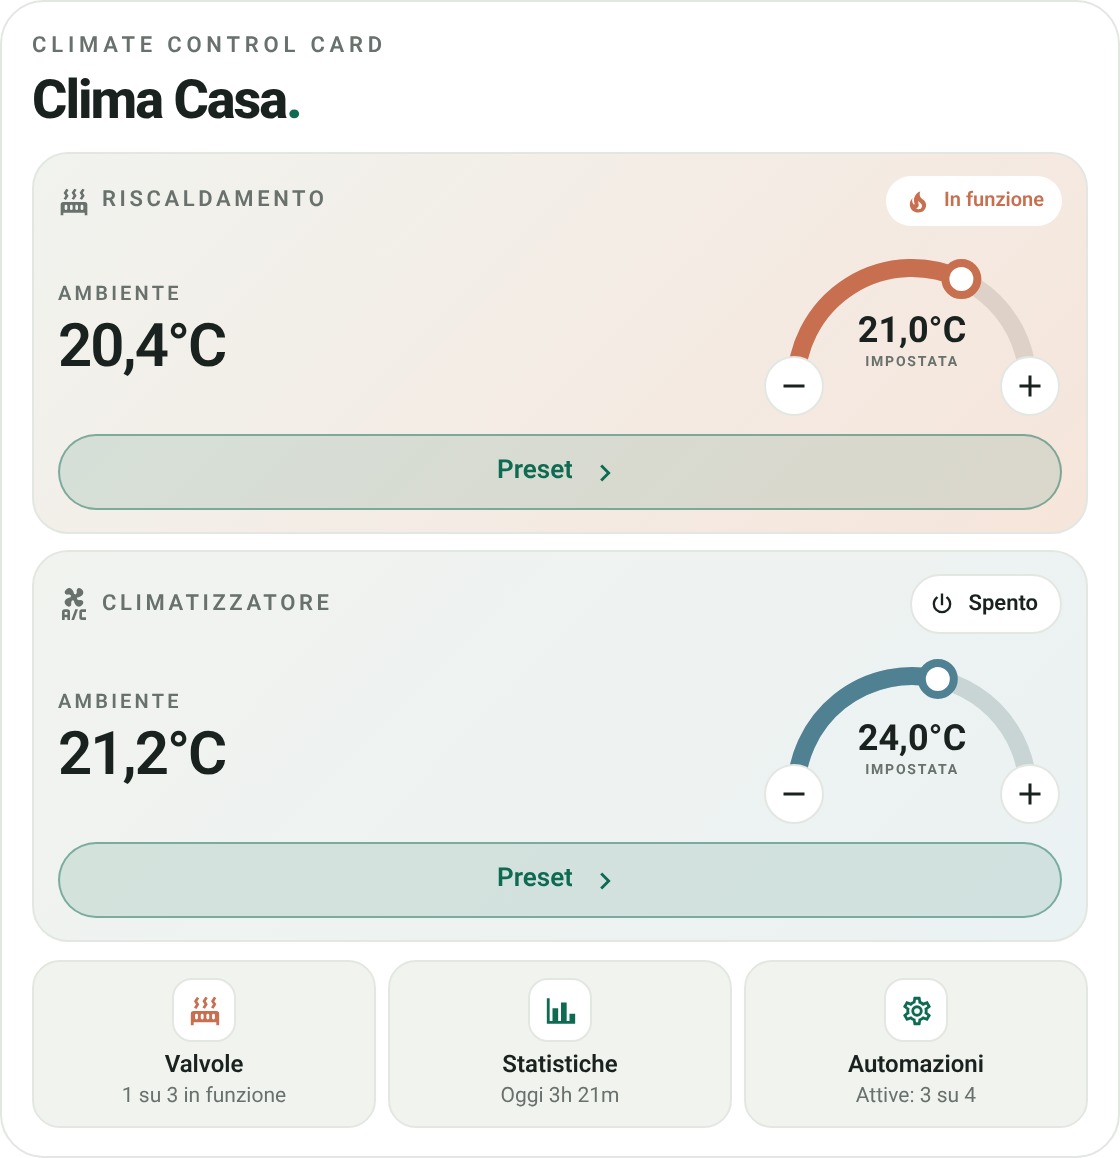 CLIMATE CONTROL CARD
Clima Casa.
RISCALDAMENTO
In funzione
AMBIENTE
20,4°C
21,0°C
IMPOSTATA
Preset
A/C
CLIMATIZZATORE
Spento
AMBIENTE
21,2°C
24,0°C
IMPOSTATA
Preset
Valvole
1 su 3 in funzione
Statistiche
Oggi 3h 21m
Automazioni
Attive: 3 su 4